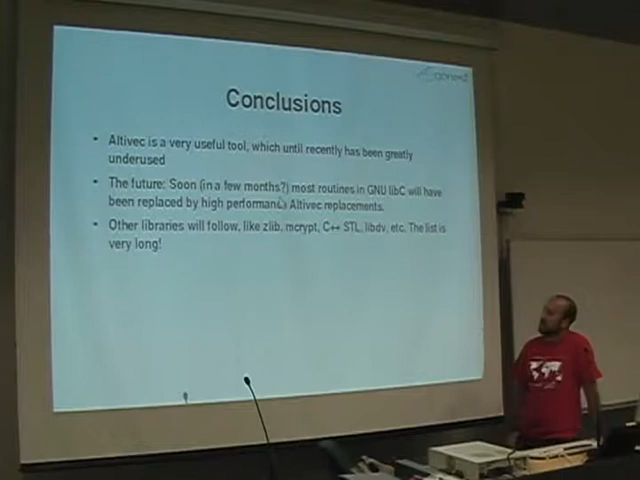 Conclusions
• Altivec is a very useful tool, which until recently has been greatly
underused
• The future: Soon (in a few months?) most routines in GNU libC will have
been replaced by high performance Altivec replacements.
• Other libraries will follow, like zlib, mcrypt, C++ STL, libdv, etc. The list is
very long!